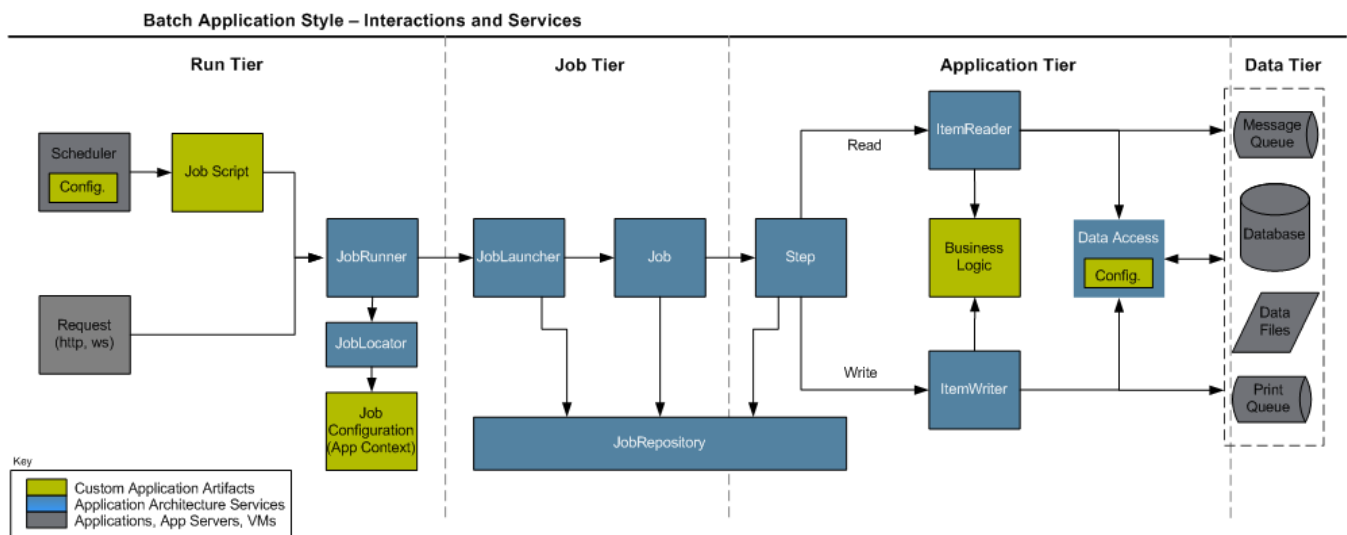 Batch Application Style – Interactions and Services
Run Tier
Job Tier
Application Tier
Data Tier
Scheduler
Config.
Job Script
Request
(http, ws)
JobRunner
JobLocator
Job
Configuration
(App Context)
JobLauncher
Job
Step
JobRepository
Read
Write
ItemReader
Business
Logic
ItemWriter
Data Access
Config.
Message
Queue
Database
Data
Files
Print
Queue
Key
Custom Application Artifacts
Application Architecture Services
Applications, App Servers, VMs